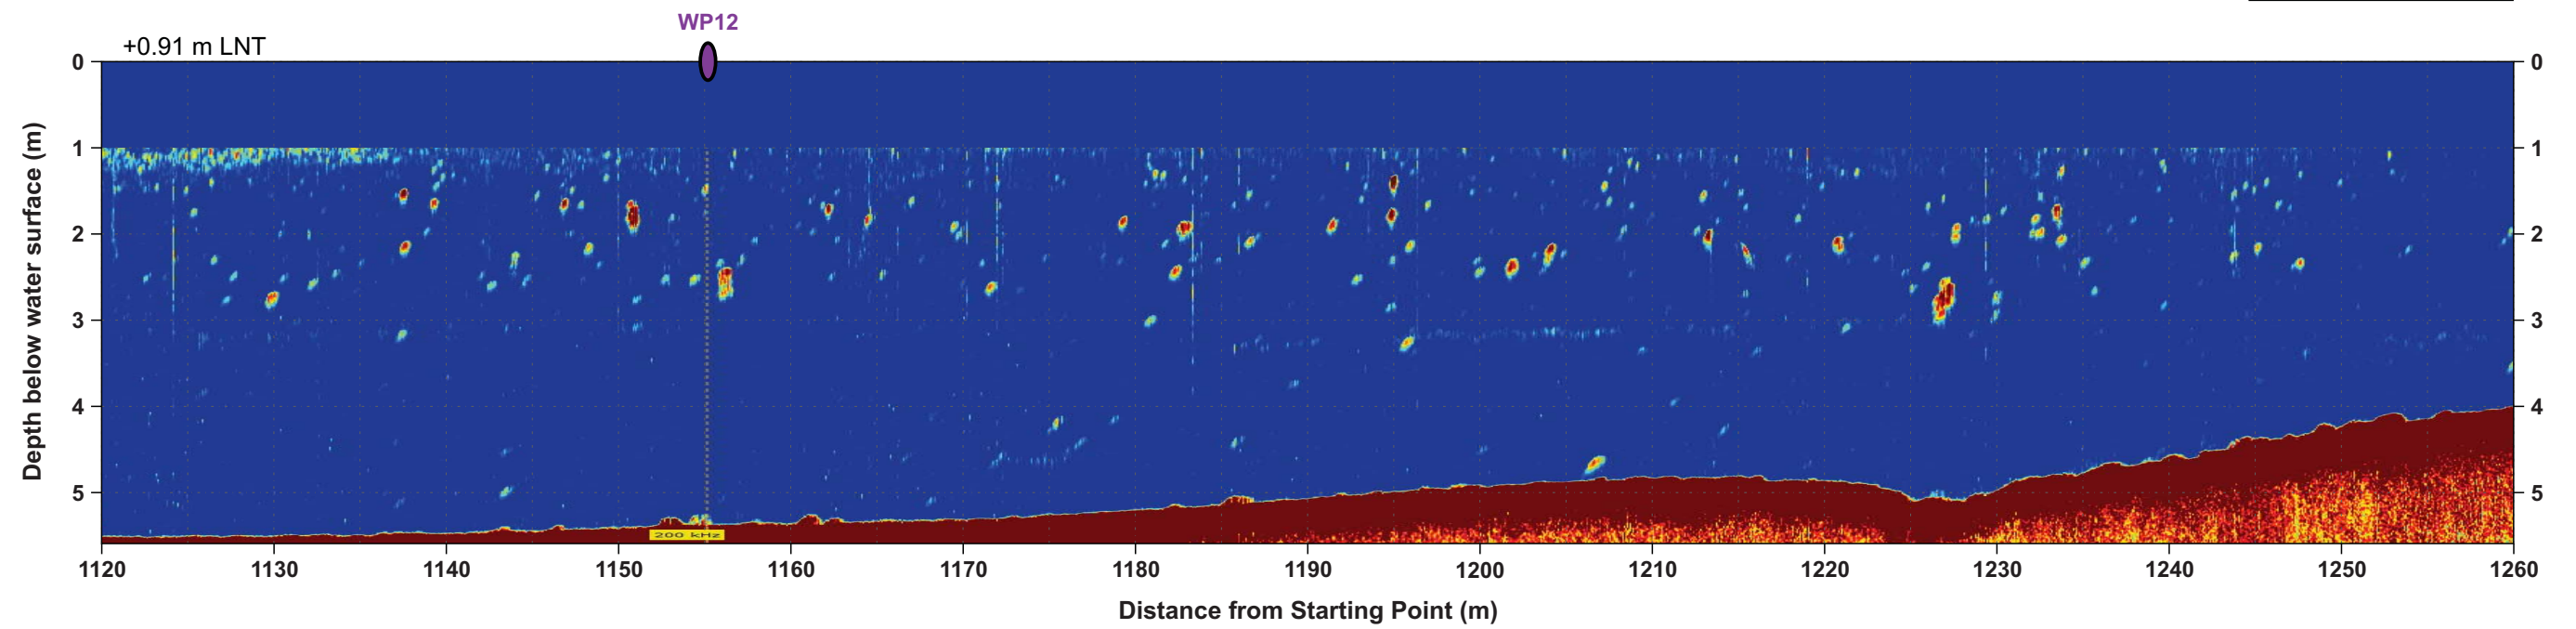 WP12
+0.91 m LNT
0
1
2
3
4
5
0
1
2
3
4
5
Depth below water surface (m)
200 kHz
1120 1130 1140 1150 1160 1170 1180 1190 1200 1210 1220 1230 1240 1250 1260
Distance from Starting Point (m)